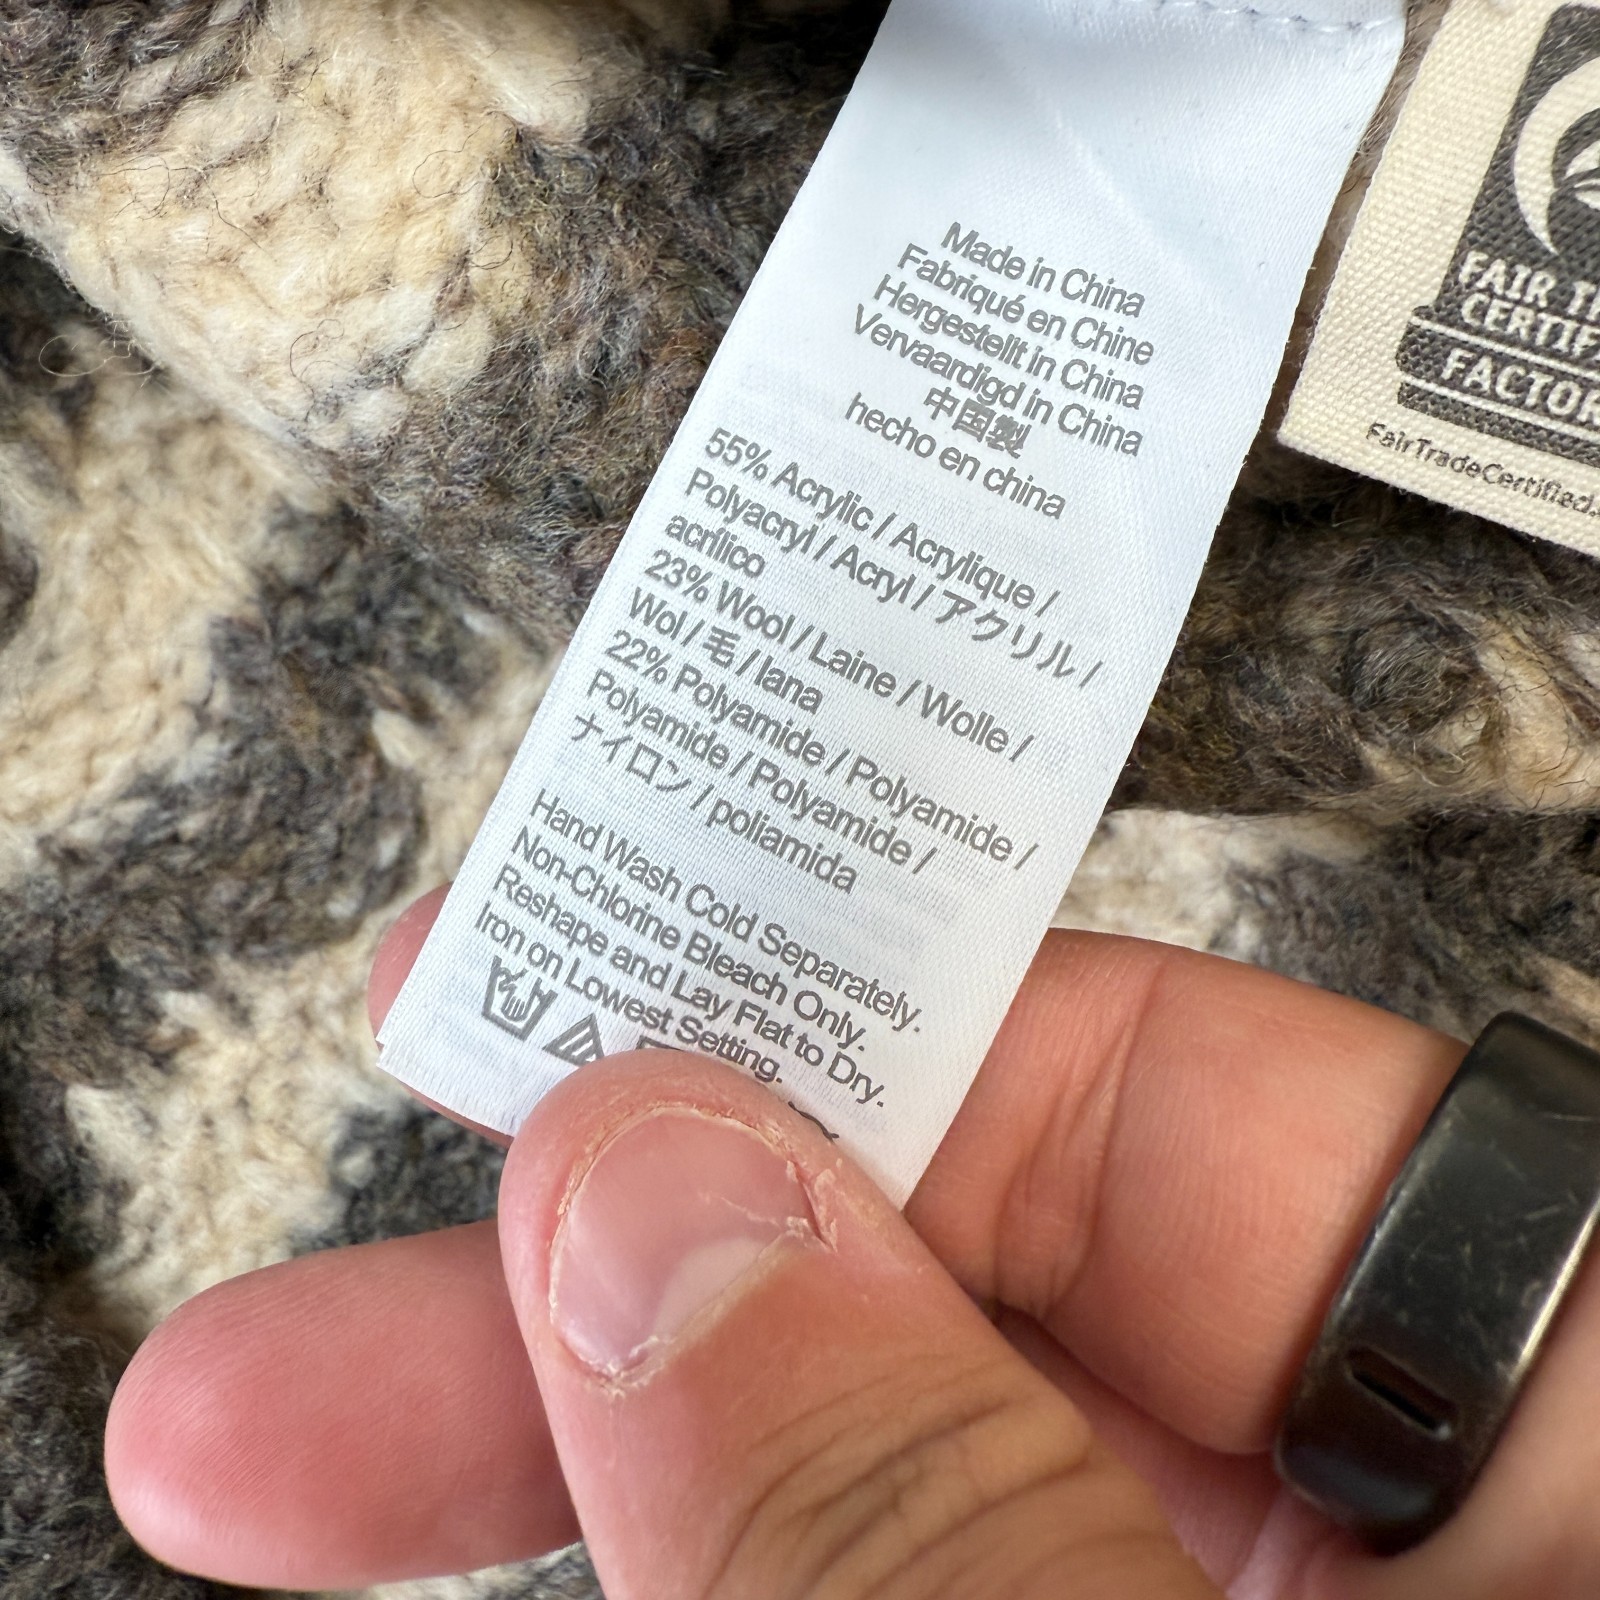 Made in China
Fabriqué en Chine
Hergestellt in China
Vervaardigd in China
中国製
hecho en china
55% Acrylic / Acrylique /
Polyacryl / Acryl / アクリル /
acrílico
23% Wool / Laine / Wolle /
Wol / 毛 / lana
22% Polyamide / Polyamide /
Polyamide / Polyamide /
ナイロン / poliamida
Hand Wash Cold Separately.
Non-Chlorine Bleach Only.
Reshape and Lay Flat to Dry.
Iron on Lowest Setting.
FAIR
FACTOR
FairTradeCertified.